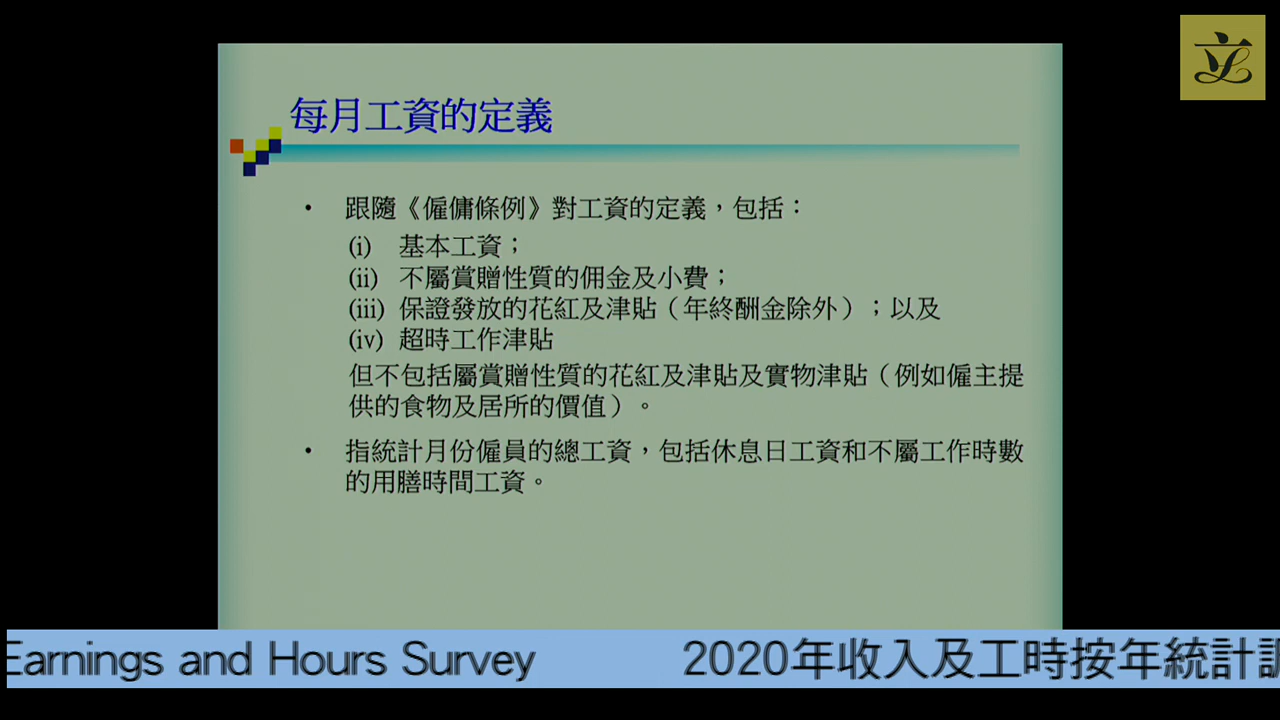 每月工資的定義
• 跟隨《僱傭條例》對工資的定義，包括：
(i) 基本工資；
(ii) 不屬賞贈性質的佣金及小費；
(iii) 保證發放的花紅及津貼（年終酬金除外）；以及
(iv) 超時工作津貼
但不包括屬賞贈性質的花紅及津貼及實物津貼（例如僱主提
供的食物及居所的價值）。
• 指統計月份僱員的總工資，包括休息日工資和不屬工作時數
的用膳時間工資。
Earnings and Hours Survey 2020年收入及工時按年統計調